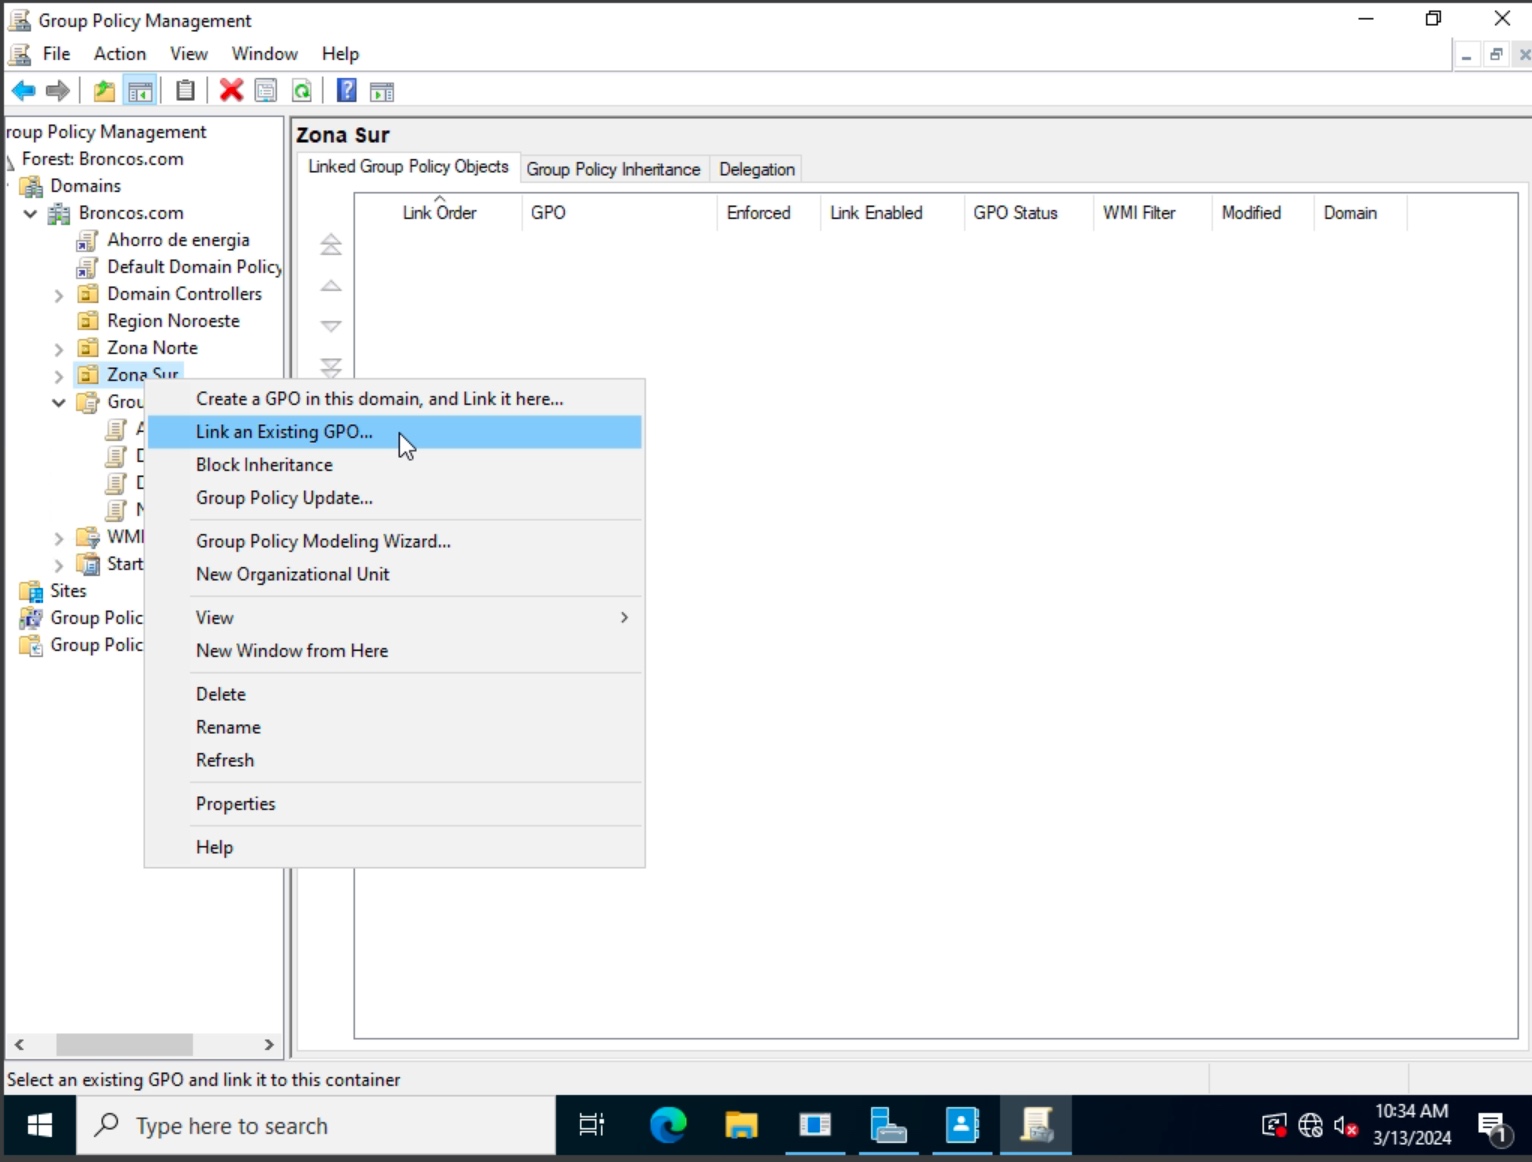 Group Policy Management
File Action View Window Help
roup Policy Management
Forest: Broncos.com
Domains
Broncos.com
Ahorro de energia
Default Domain Policy
Domain Controllers
Region Noroeste
Zona Norte
Zona Sur
Grou
A
D
D
N
WMI
Start
Sites
Group Polic
Group Polic
Zona Sur
Linked Group Policy Objects Group Policy Inheritance Delegation
Link Order GPO Enforced Link Enabled GPO Status WMI Filter Modified Domain
Create a GPO in this domain, and Link it here...
Link an Existing GPO...
Block Inheritance
Group Policy Update...
Group Policy Modeling Wizard...
New Organizational Unit
View
New Window from Here
Delete
Rename
Refresh
Properties
Help
Select an existing GPO and link it to this container
Type here to search
10:34 AM
3/13/2024
1